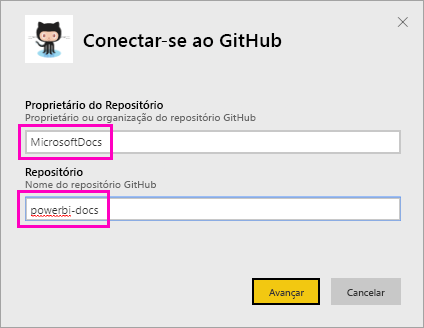 Conectar-se ao GitHub
Proprietário do Repositório
Proprietário ou organização do repositório GitHub
MicrosoftDocs
Repositório
Nome do repositório GitHub
powerbi-docs
Avançar
Cancelar